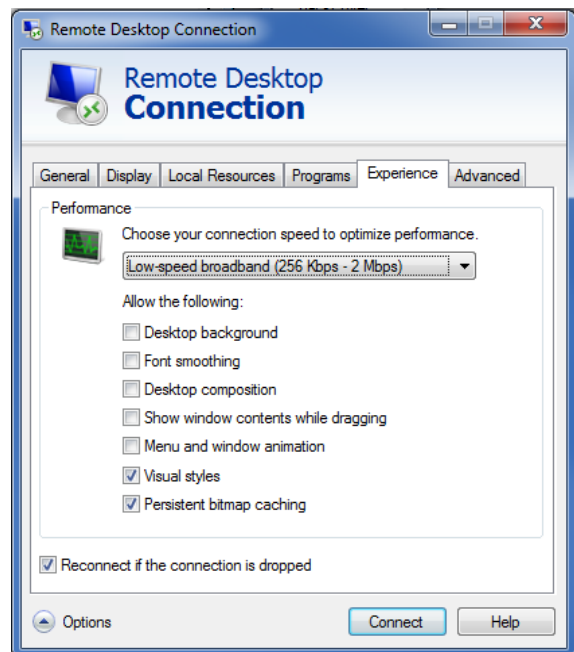 Remote Desktop Connection
Remote Desktop
Connection
General Display Local Resources Programs Experience Advanced
Performance
Choose your connection speed to optimize performance.
Low-speed broadband (256 Kbps - 2 Mbps)
Allow the following:
Desktop background
Font smoothing
Desktop composition
Show window contents while dragging
Menu and window animation
Visual styles
Persistent bitmap caching
Reconnect if the connection is dropped
Options Connect Help